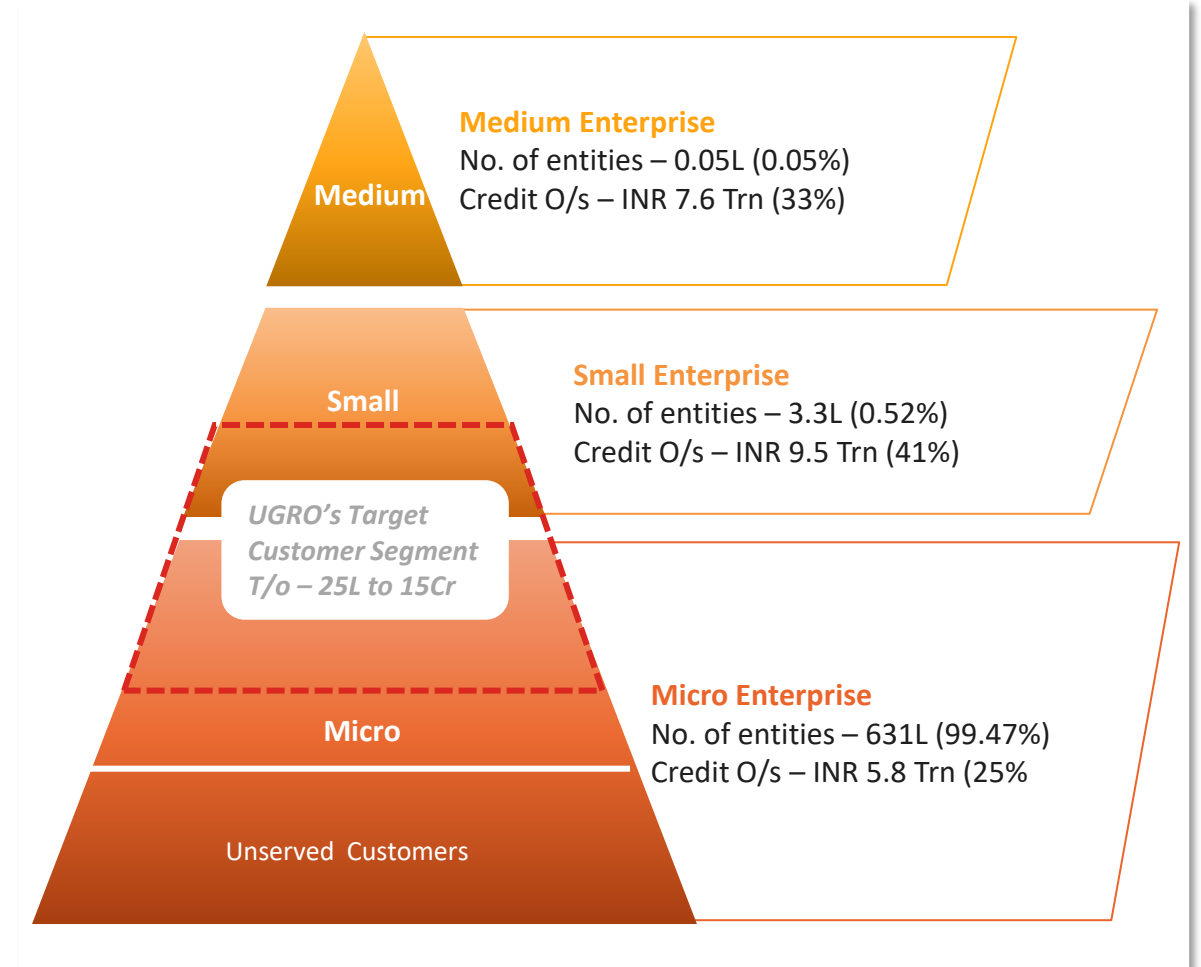 Medium
Medium Enterprise
No. of entities – 0.05L (0.05%)
Credit O/s – INR 7.6 Trn (33%)
Small
Small Enterprise
No. of entities – 3.3L (0.52%)
Credit O/s – INR 9.5 Trn (41%)
UGRO's Target
Customer Segment
T/o – 25L to 15Cr
Micro
Micro Enterprise
No. of entities – 631L (99.47%)
Credit O/s – INR 5.8 Trn (25%
Unserved Customers